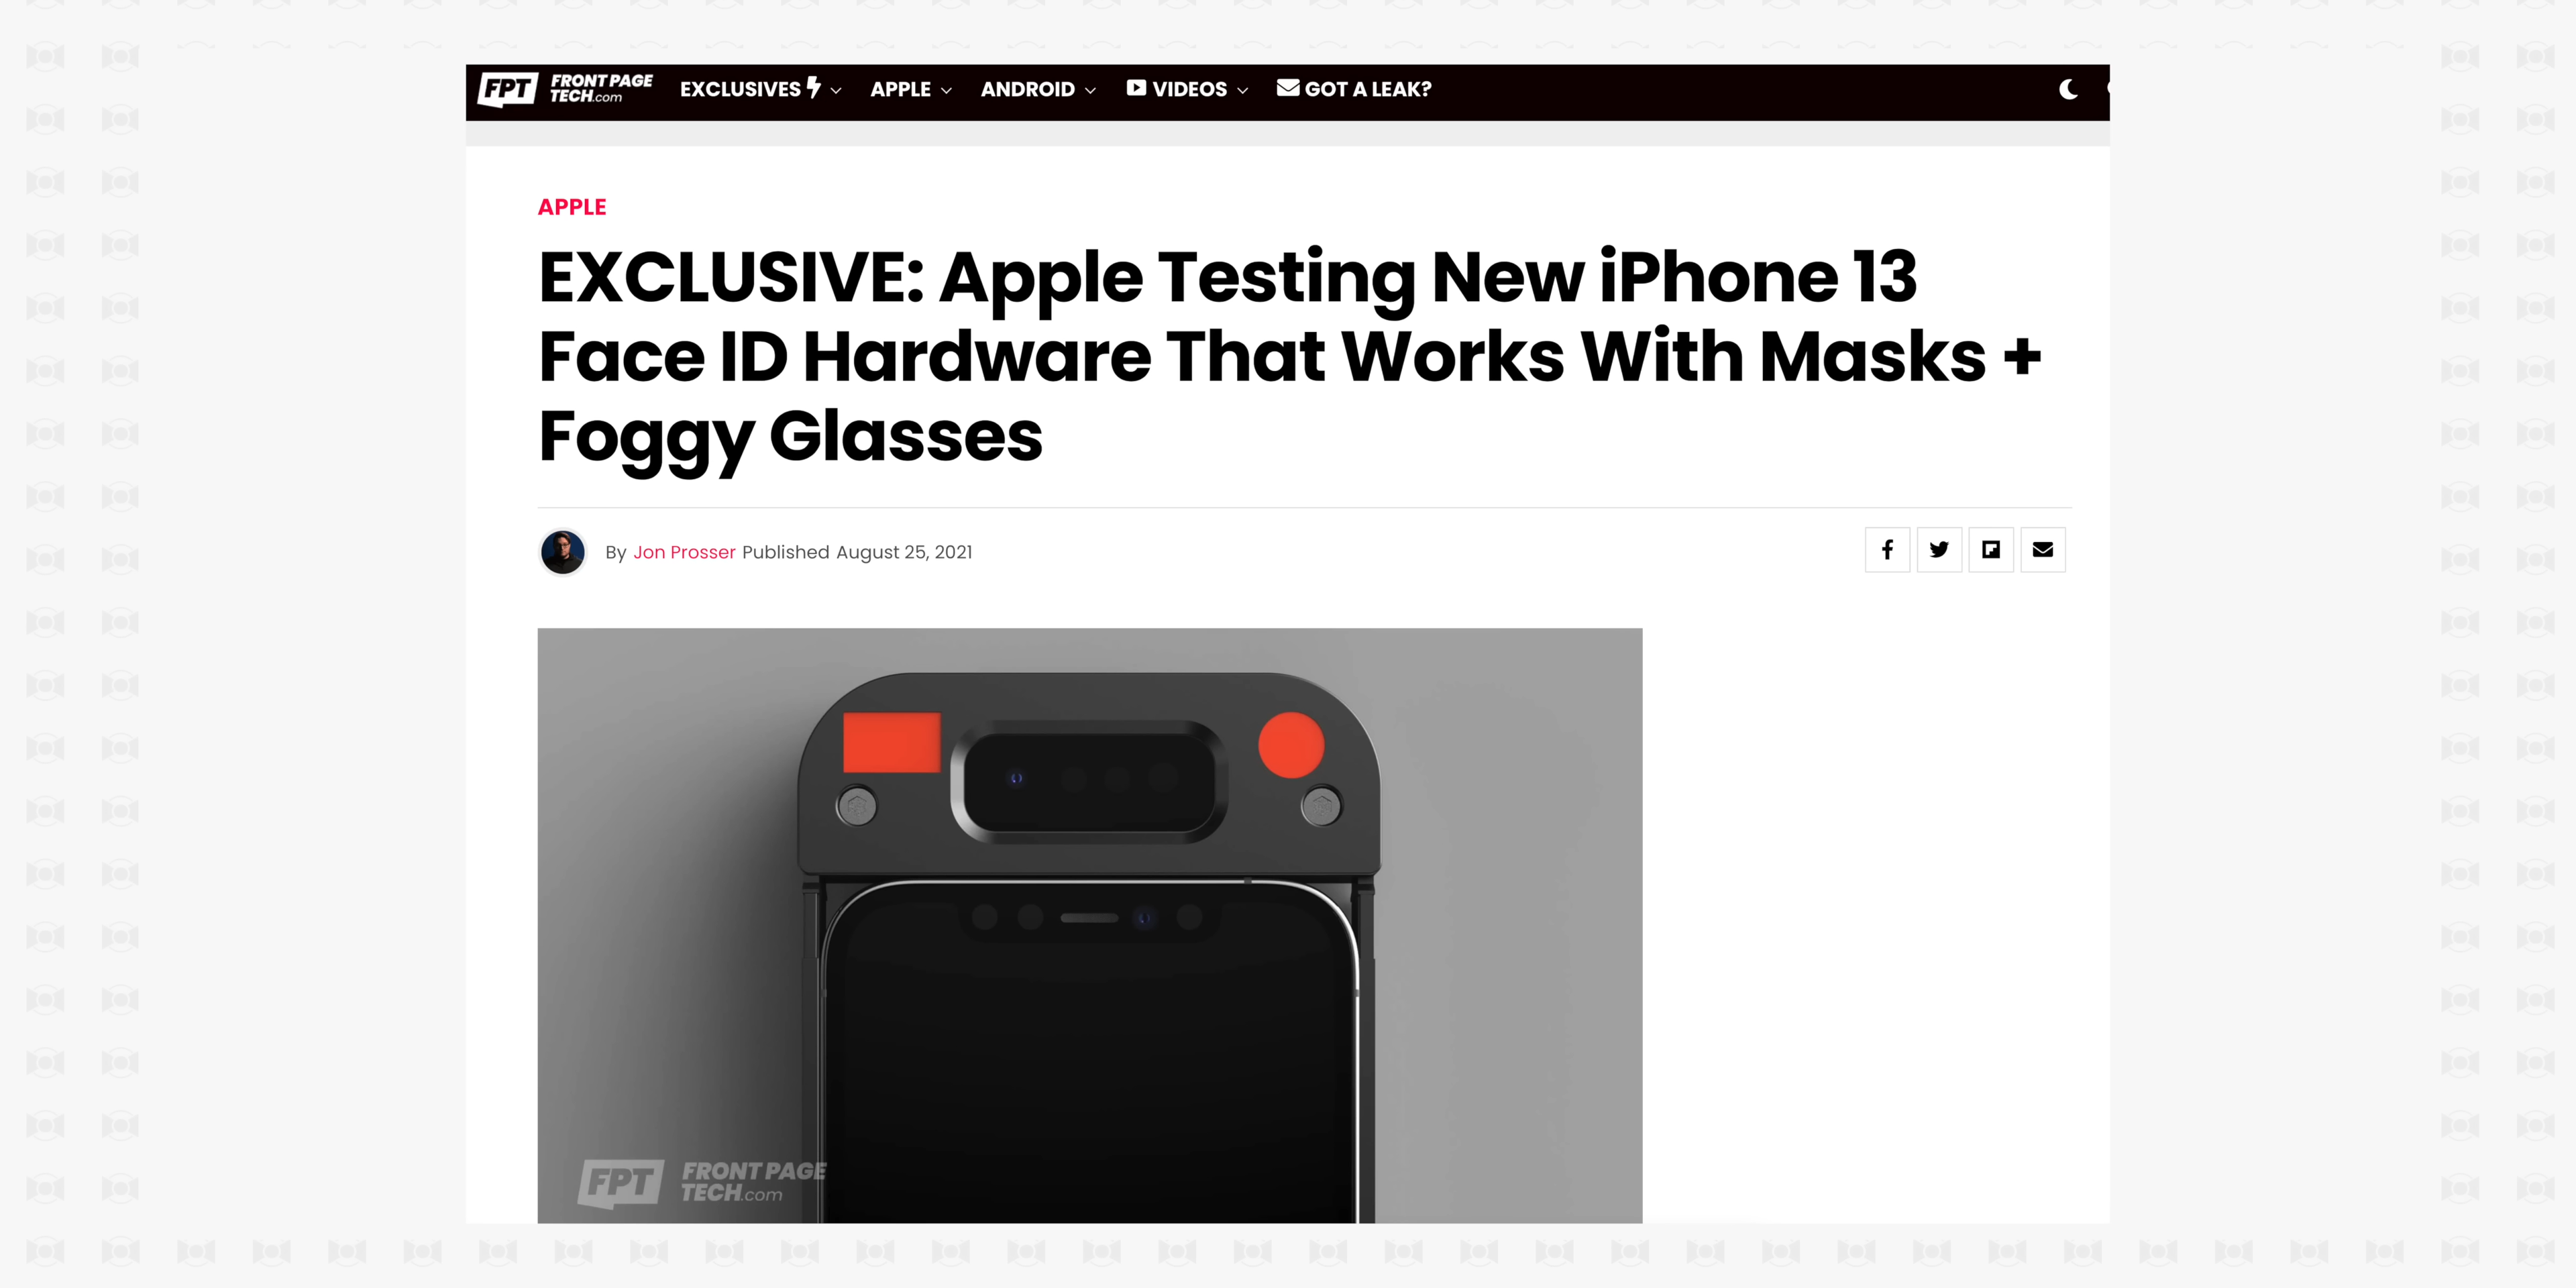 FPT FRONT PAGE
TECH.com
EXCLUSIVES APPLE ANDROID VIDEOS GOT A LEAK?
APPLE
EXCLUSIVE: Apple Testing New iPhone 13
Face ID Hardware That Works With Masks +
Foggy Glasses
By Jon Prosser Published August 25, 2021
FPT FRONT PAGE
TECH.com